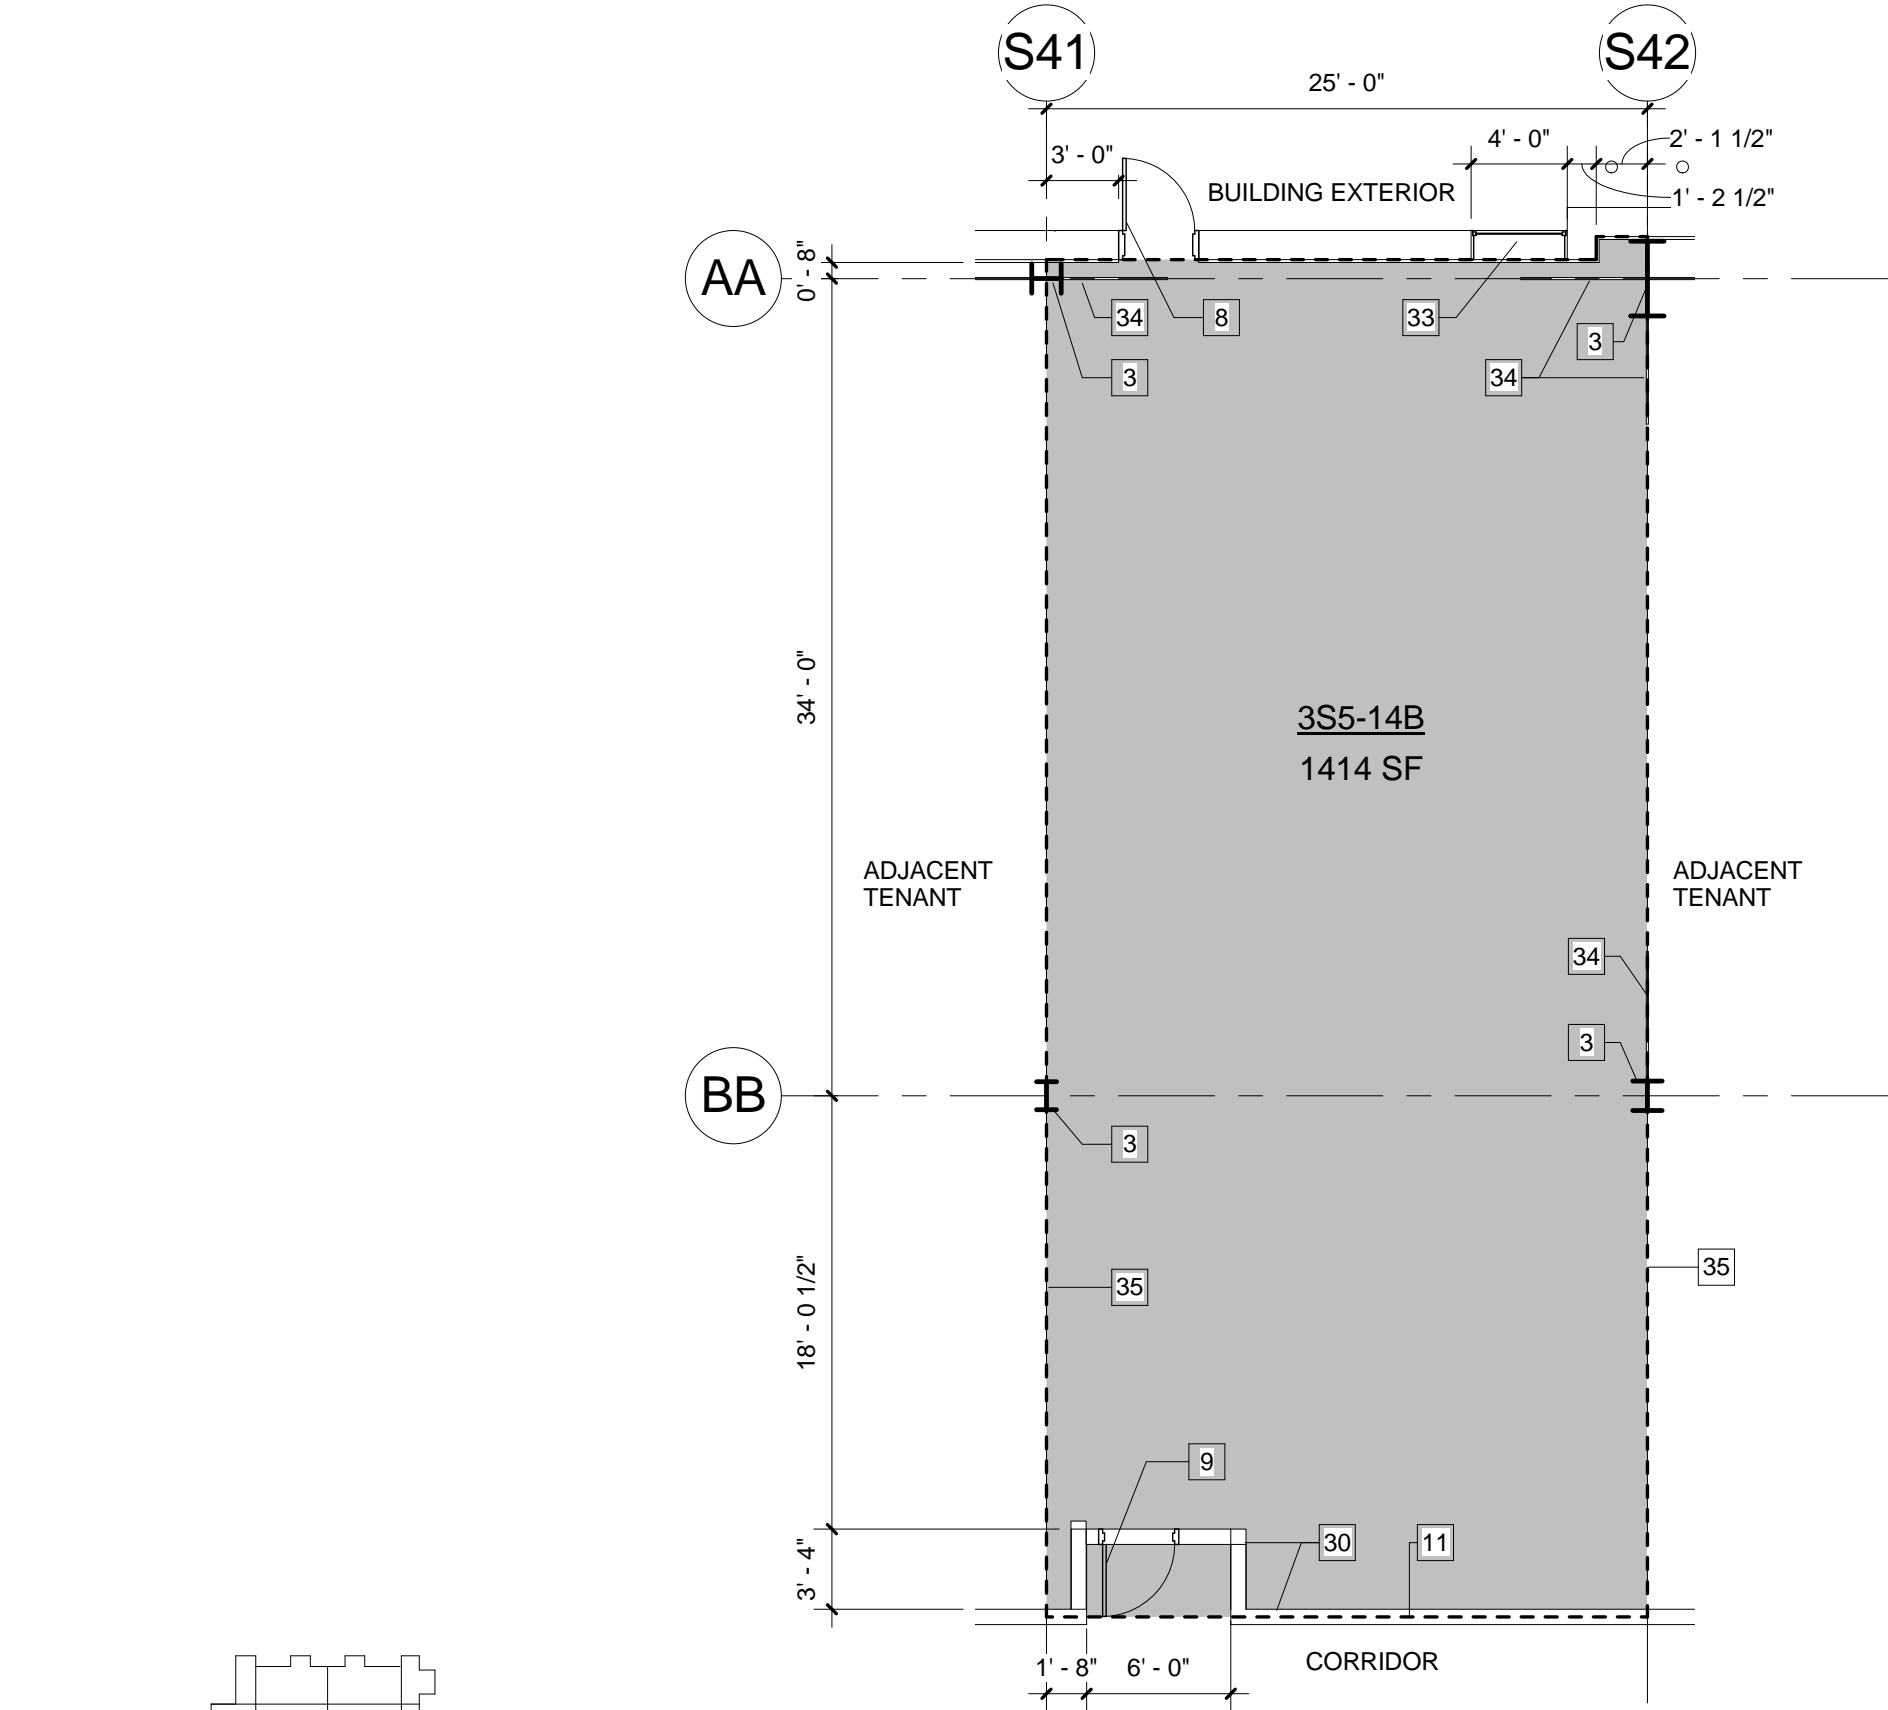 S41
S42
25' - 0"
3' - 0"
4' - 0"
2' - 1 1/2"
1' - 2 1/2"
BUILDING EXTERIOR
AA
0' - 8"
34
8
33
3
3
34
34' - 0"
3S5-14B
1414 SF
ADJACENT
TENANT
ADJACENT
TENANT
34
3
BB
3
18' - 0 1/2"
35
35
9
30
11
3' - 4"
1' - 8"
6' - 0"
CORRIDOR